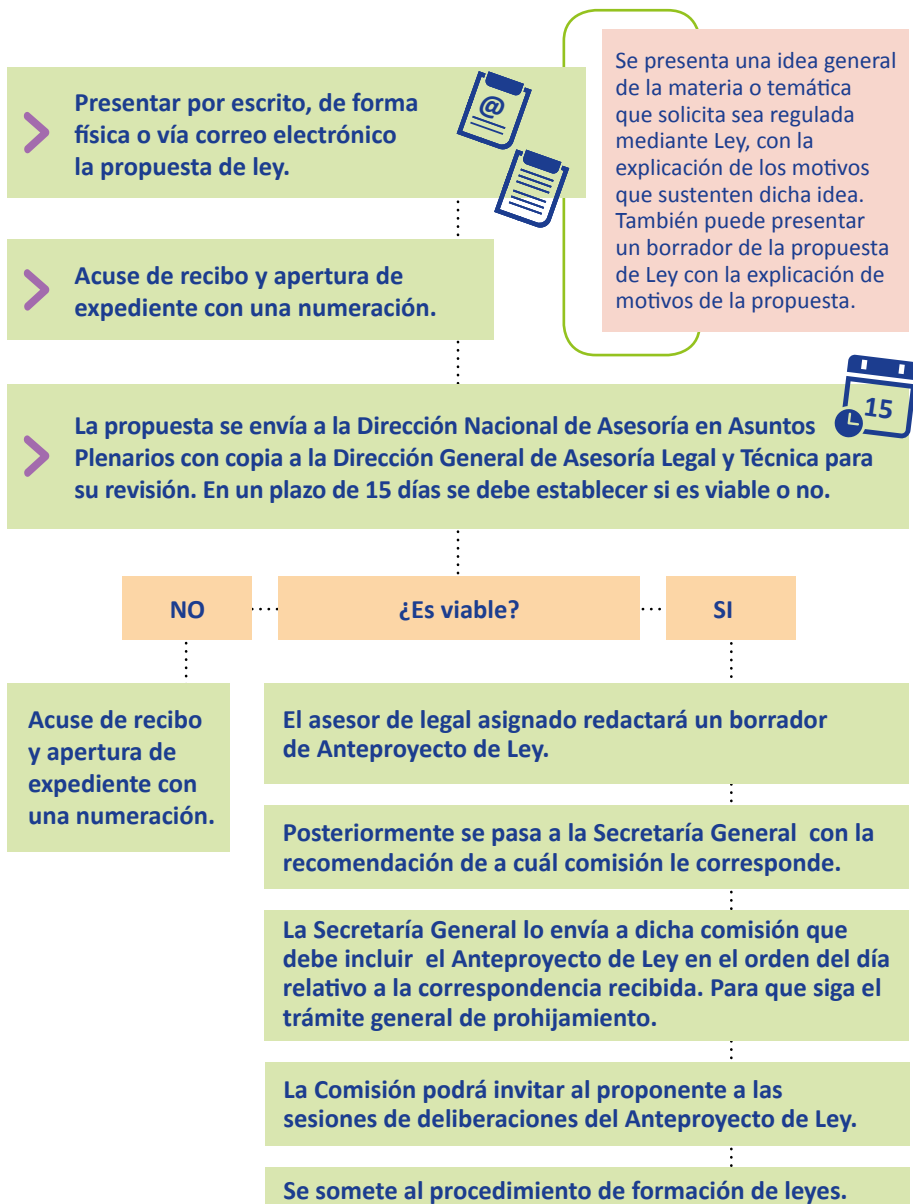 Presentar por escrito, de forma
física o vía correo electrónico
la propuesta de ley.
@
Se presenta una idea general
de la materia o temática
que solicita sea regulada
mediante Ley, con la
explicación de los motivos
que sustenten dicha idea.
También puede presentar
un borrador de la propuesta
de Ley con la explicación de
motivos de la propuesta.
Acuse de recibo y apertura de
expediente con una numeración.
15
La propuesta se envía a la Dirección Nacional de Asesoría en Asuntos
Plenarios con copia a la Dirección General de Asesoría Legal y Técnica para
su revisión. En un plazo de 15 días se debe establecer si es viable o no.
NO
¿Es viable?
SI
Acuse de recibo
y apertura de
expediente con
una numeración.
El asesor de legal asignado redactará un borrador
de Anteproyecto de Ley.
Posteriormente se pasa a la Secretaría General con la
recomendación de a cuál comisión le corresponde.
La Secretaría General lo envía a dicha comisión que
debe incluir el Anteproyecto de Ley en el orden del día
relativo a la correspondencia recibida. Para que siga el
trámite general de prohijamiento.
La Comisión podrá invitar al proponente a las
sesiones de deliberaciones del Anteproyecto de Ley.
Se somete al procedimiento de formación de leyes.